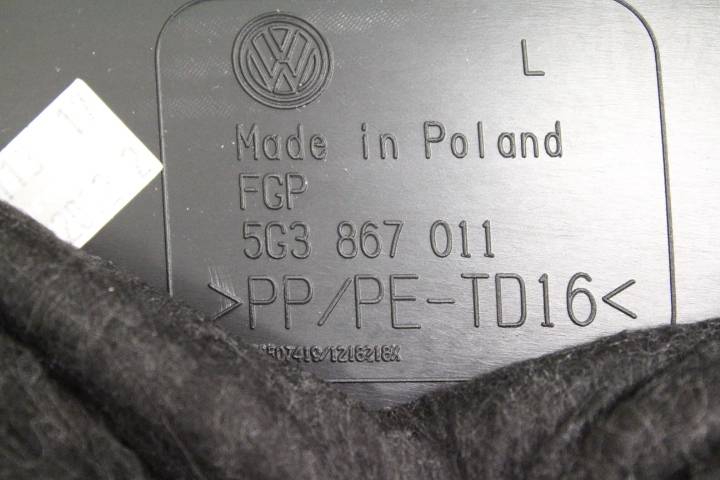 L
Made in Poland
FGP
5G3 867 011
>PP/PE-TD16<